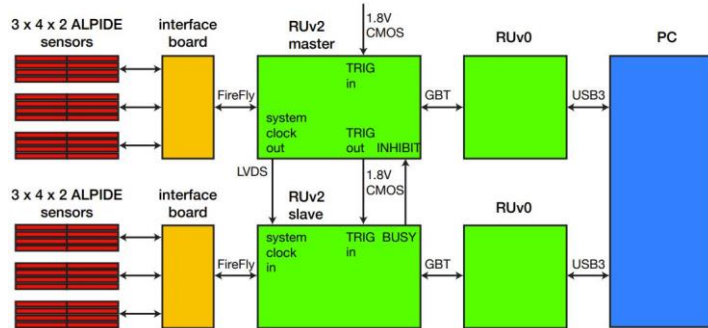 3 x 4 x 2 ALPIDE
sensors
interface
board
RUv2
master
1.8V
CMOS
RUv0
PC
TRIG
in
FireFly
GBT
USB3
system
clock
out
TRIG
out
INHIBIT
LVDS
1.8V
CMOS
3 x 4 x 2 ALPIDE
sensors
interface
board
RUv2
slave
RUv0
system
clock
in
TRIG
in
BUSY
FireFly
GBT
USB3